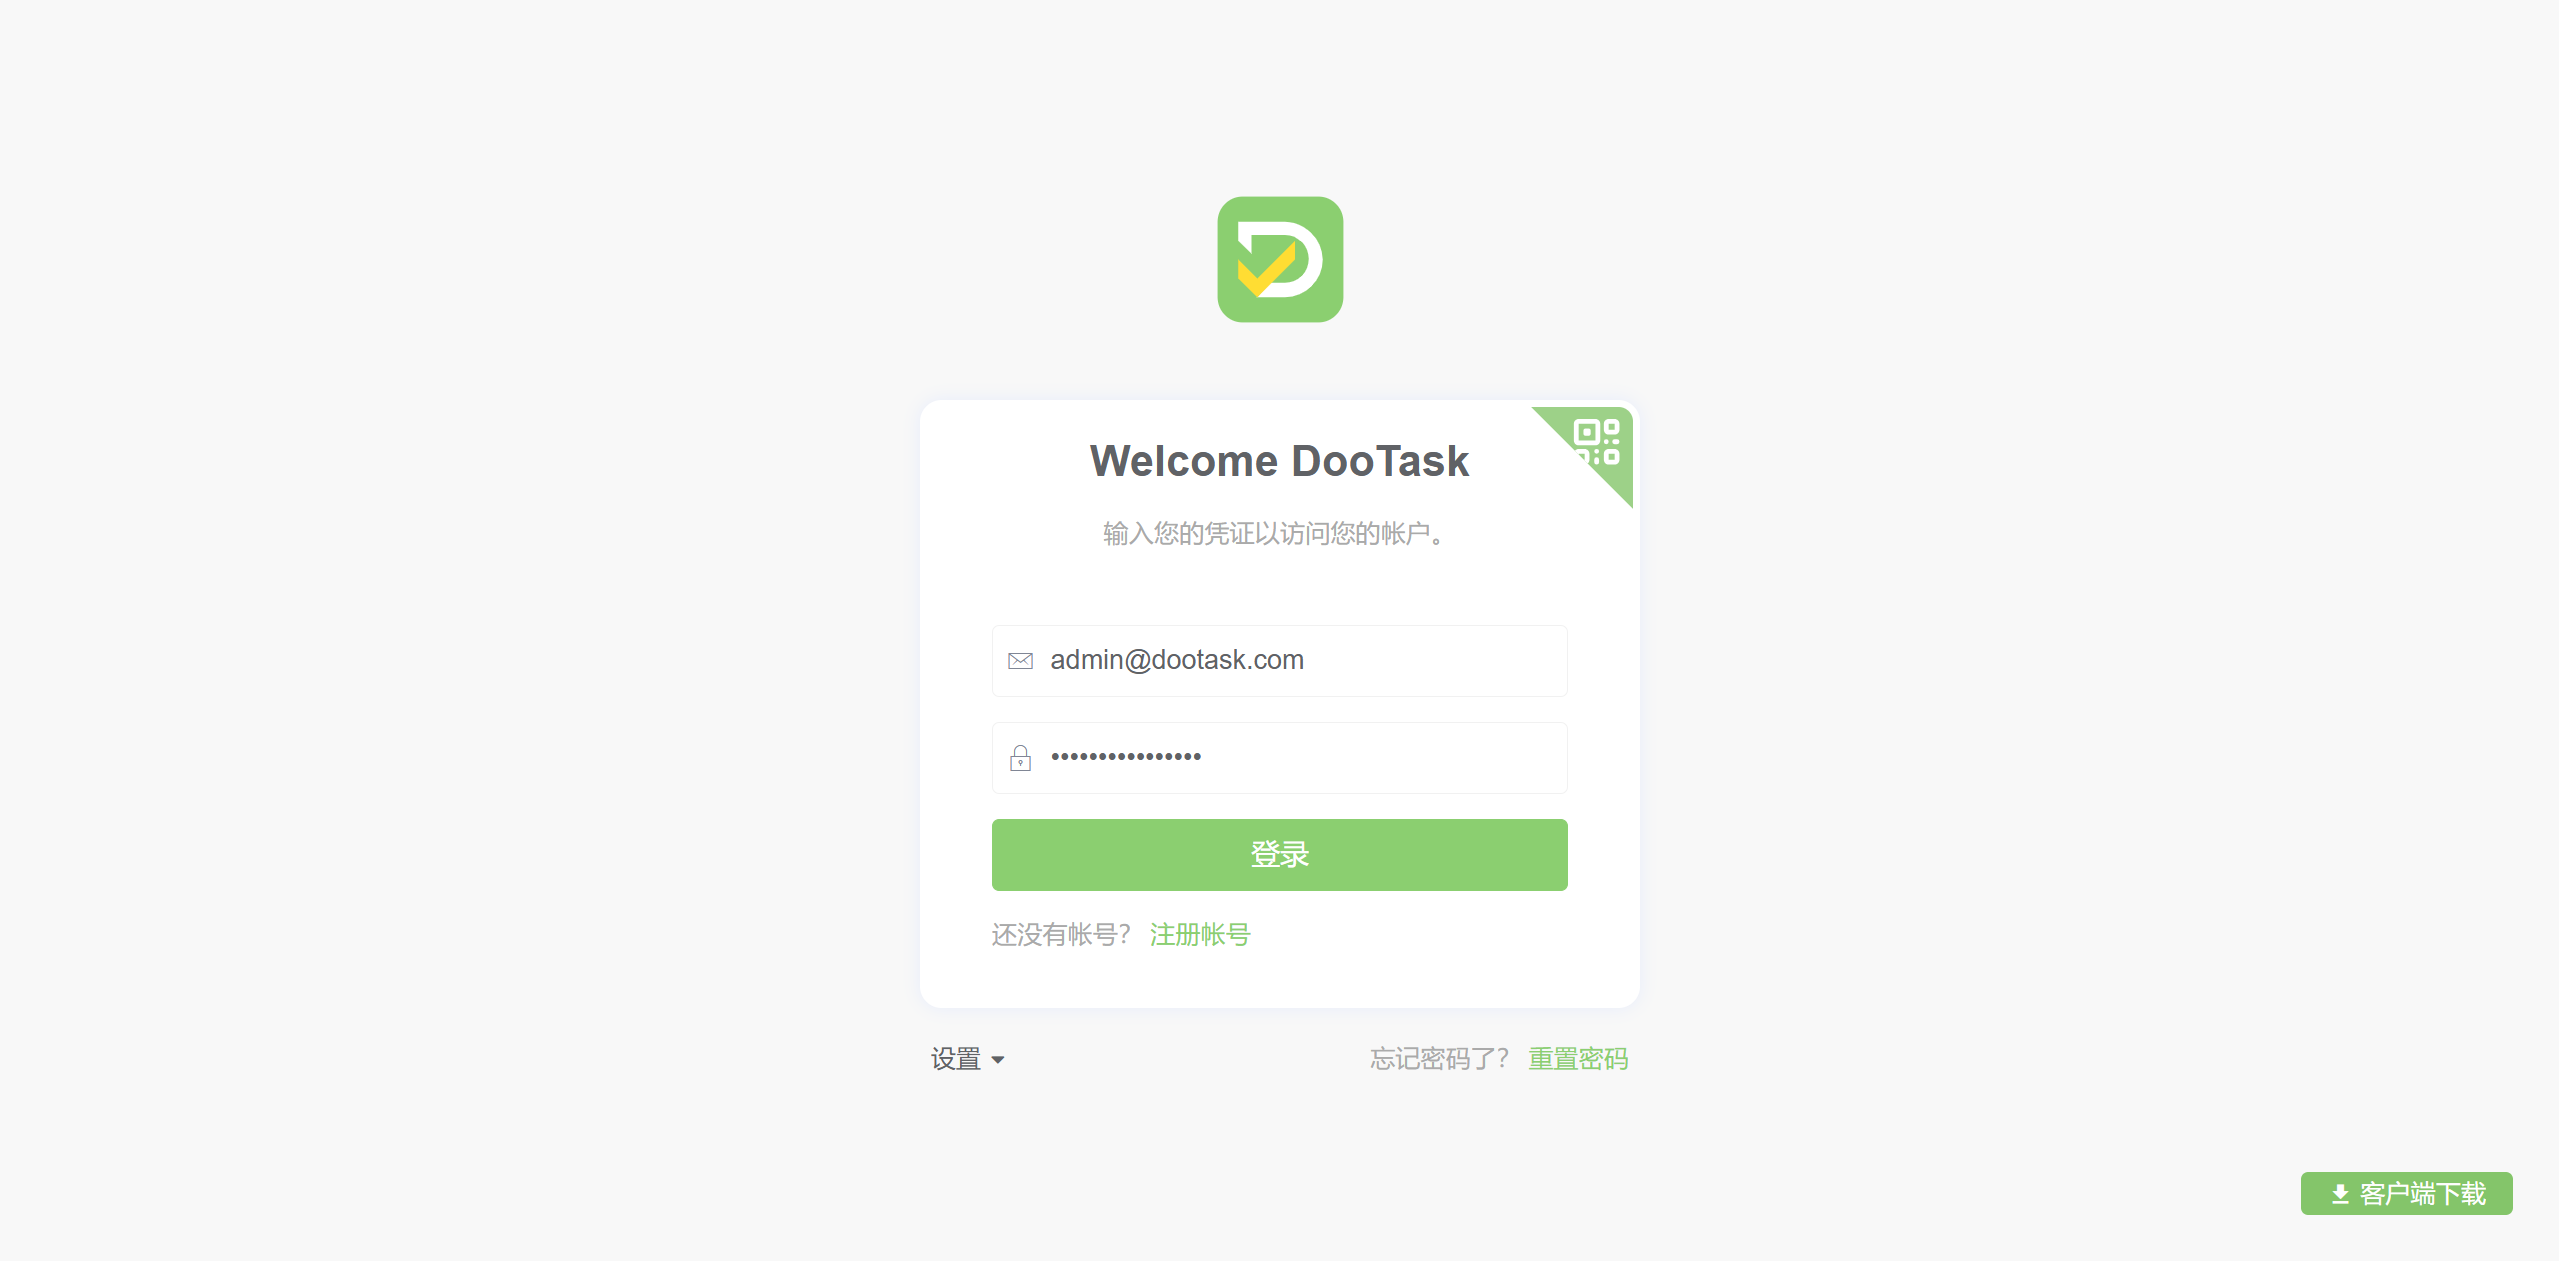 Welcome DooTask
输入您的凭证以访问您的帐户。
admin@dootask.com
••••••••••••••••
登录
还没有帐号? 注册帐号
设置 忘记密码了? 重置密码
客户端下载